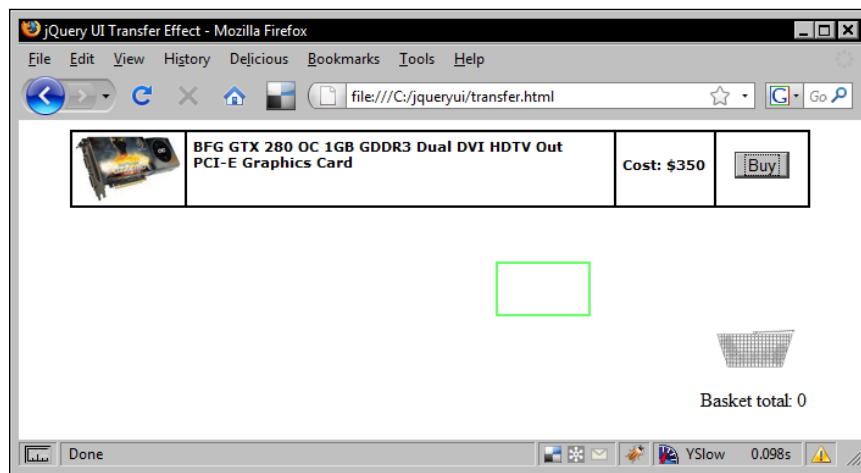 jQuery UI Transfer Effect - Mozilla Firefox
File Edit View History Delicious Bookmarks Tools Help
file:///C:/jqueryui/transfer.html G Go
BFG GTX 280 OC 1GB GDDR3 Dual DVI HDTV Out
PCI-E Graphics Card
Cost: $350
Buy
Basket total: 0
Done YSlow 0.098s